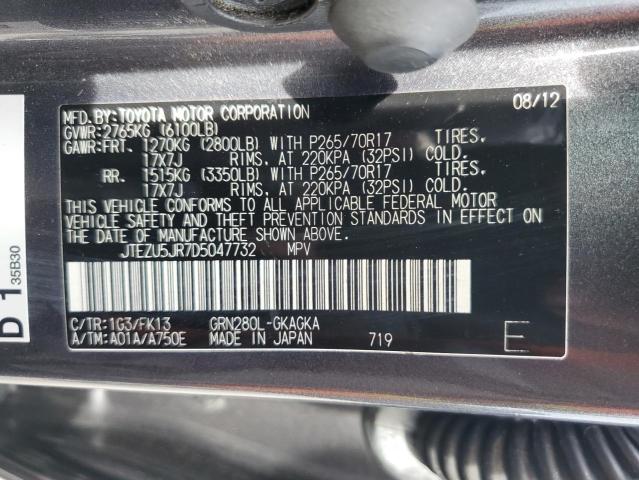 MFD.BY:TOYOTA MOTOR CORPORATION 08/12
GVWR:2765KG (6100LB)
GAWR:FRT. 1270KG (2800LB) WITH P265/70R17 TIRES.
17X7J RIMS. AT 220KPA (32PSI) COLD.
RR. 1515KG (3350LB) WITH P265/70R17 TIRES.
17X7J RIMS. AT 220KPA (32PSI) COLD.
THIS VEHICLE CONFORMS TO ALL APPLICABLE FEDERAL MOTOR
VEHICLE SAFETY AND THEFT PREVENTION STANDARDS IN EFFECT ON
THE DATE OF MANUFACTURE SHOWN ABOVE.
JTEZU5JR7D5047732 MPV
C/TR:1G3/FK13 GRN280L-GKAGKA
A/TM:A01A/A750E MADE IN JAPAN 719 E
D 1 35B30